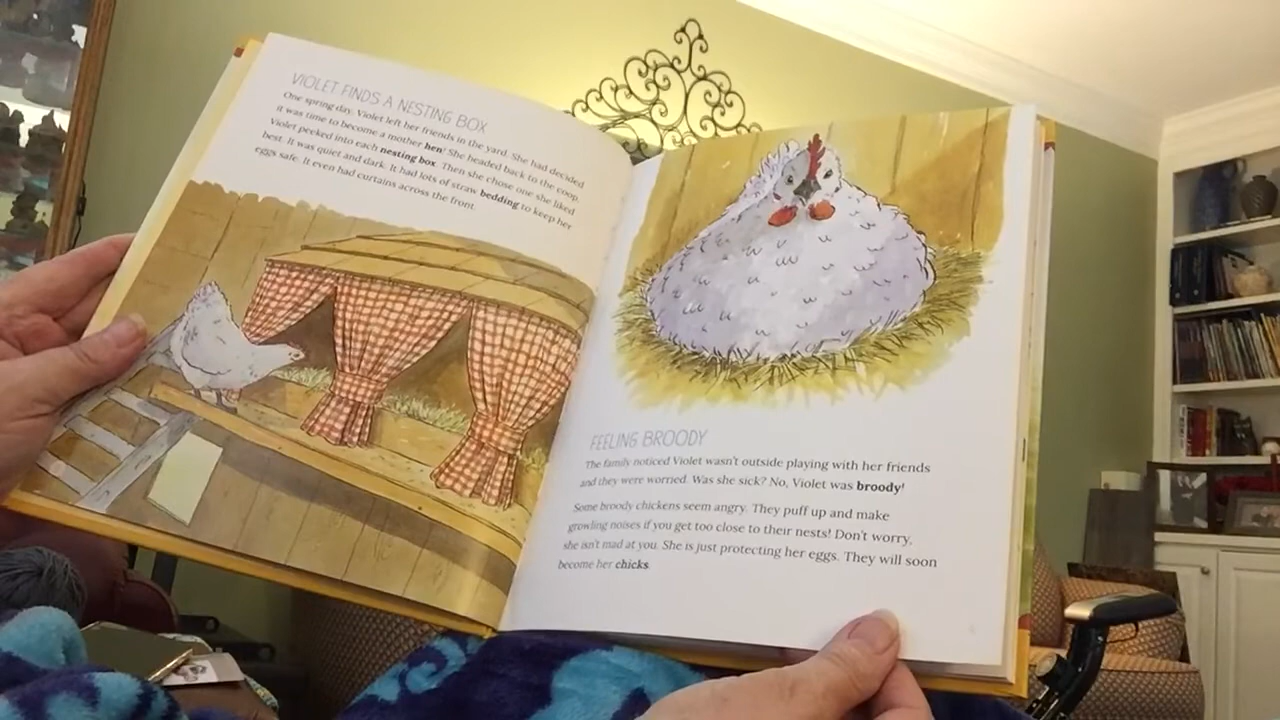 VIOLET FINDS A NESTING BOX
One spring day, Violet left her friends in the yard. She had decided
it was time to become a mother hen! She headed back to the coop.
Violet peeked into each nesting box. Then she chose one she liked
best. It was quiet and dark. It had lots of straw bedding to keep her
eggs safe. It even had curtains across the front.
FEELING BROODY
The family noticed Violet wasn't outside playing with her friends
and they were worried. Was she sick? No, Violet was broody!
Some broody chickens seem angry. They puff up and make
growling noises if you get too close to their nests! Don't worry,
she isn't mad at you. She is just protecting her eggs. They will soon
become her chicks.